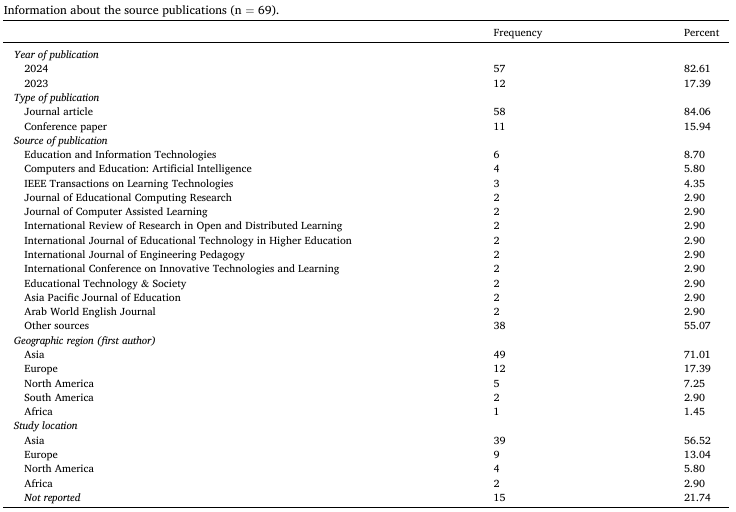 Information about the source publications (n = 69).
Frequency Percent
Year of publication
2024 57 82.61
2023 12 17.39
Type of publication
Journal article 58 84.06
Conference paper 11 15.94
Source of publication
Education and Information Technologies 6 8.70
Computers and Education: Artificial Intelligence 4 5.80
IEEE Transactions on Learning Technologies 3 4.35
Journal of Educational Computing Research 2 2.90
Journal of Computer Assisted Learning 2 2.90
International Review of Research in Open and Distributed Learning 2 2.90
International Journal of Educational Technology in Higher Education 2 2.90
International Journal of Engineering Pedagogy 2 2.90
International Conference on Innovative Technologies and Learning 2 2.90
Educational Technology & Society 2 2.90
Asia Pacific Journal of Education 2 2.90
Arab World English Journal 2 2.90
Other sources 38 55.07
Geographic region (first author)
Asia 49 71.01
Europe 12 17.39
North America 5 7.25
South America 2 2.90
Africa 1 1.45
Study location
Asia 39 56.52
Europe 9 13.04
North America 4 5.80
Africa 2 2.90
Not reported 15 21.74